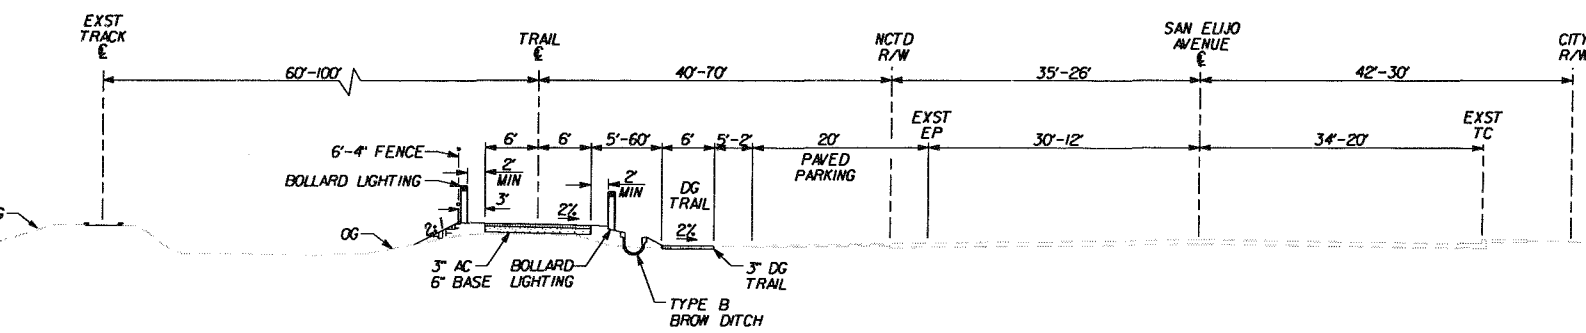 EXST
TRACK
℄
TRAIL
℄
NCTD
R/W
SAN ELIJO
AVENUE
℄
CITY
R/W
60'-100'
40'-70'
35'-26'
42'-30'
EXST
EP
EXST
TC
6'
6'
5'-60'
6'
5'-2'
20'
30'-12'
34'-20'
6'-4" FENCE
2'
MIN
2'
MIN
PAVED
PARKING
BOLLARD LIGHTING
DG
TRAIL
3'
2%
2%
2:1
OG
3" AC
6" BASE
BOLLARD
LIGHTING
3" DG
TRAIL
TYPE B
BROW DITCH